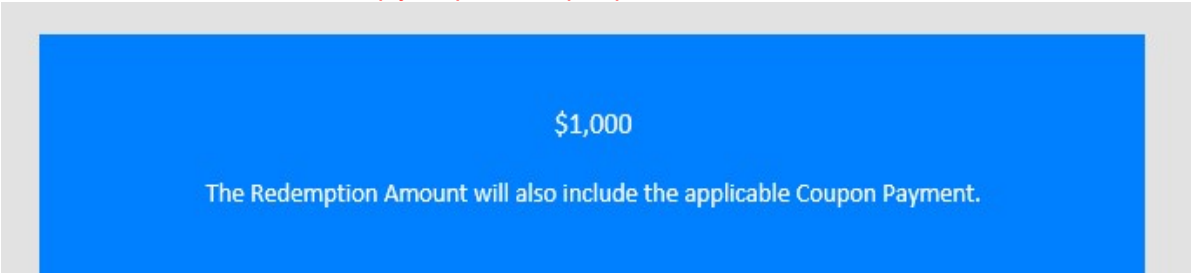 $1,000
The Redemption Amount will also include the applicable Coupon Payment.